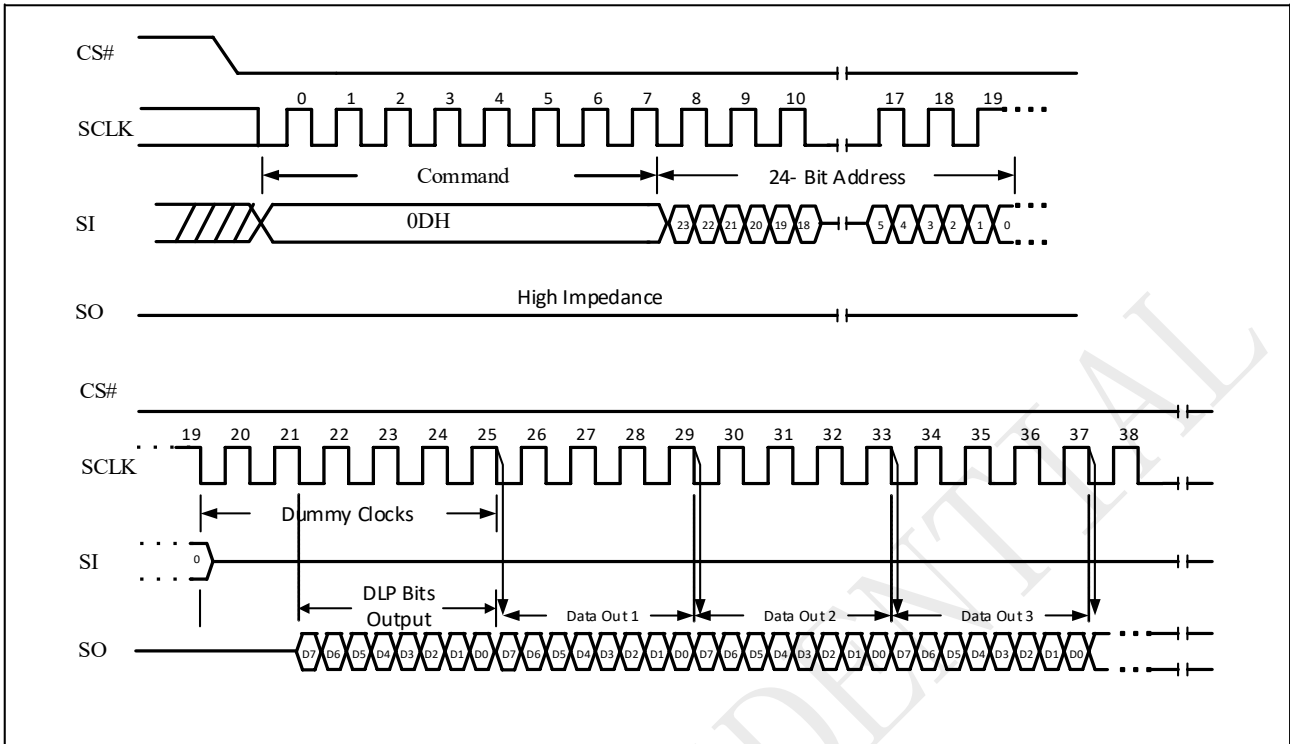 CS#
0 1 2 3 4 5 6 7 8 9 10 17 18 19
SCLK
Command 24- Bit Address
SI 0DH 23 22 21 20 19 18 5 4 3 2 1 0
High Impedance
SO
CS#
19 20 21 22 23 24 25 26 27 28 29 30 31 32 33 34 35 36 37 38
SCLK
Dummy Clocks
SI 0
DLP Bits
Output Data Out 1 Data Out 2 Data Out 3
SO D7 D6 D5 D4 D3 D2 D1 D0 D7 D6 D5 D4 D3 D2 D1 D0 D7 D6 D5 D4 D3 D2 D1 D0 D7 D6 D5 D4 D3 D2 D1 D0
DENTIAL